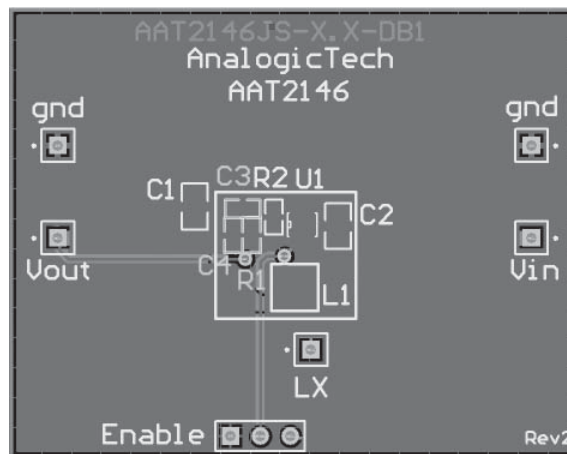 AAT2146JS-X.X-DB1
AnalogicTech
AAT2146
gnd
gnd
C1
C3
R2
U1
C2
Vout
C4
R1
L1
Vin
LX
Enable
Rev2